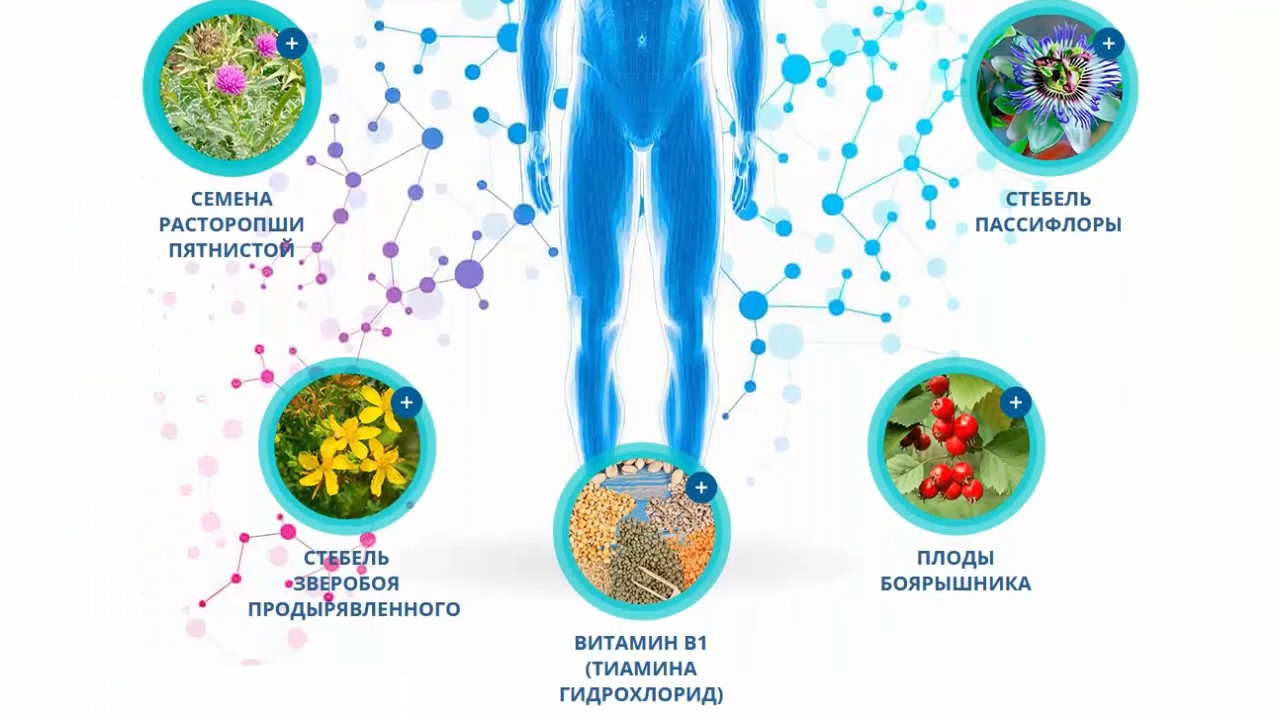 СЕМЕНА
РАСТОРОПШИ
ПЯТНИСТОЙ
СТЕБЕЛЬ
ПАССИФЛОРЫ
СТЕБЕЛЬ
ЗВЕРОБОЯ
ПРОДЫРЯВЛЕННОГО
ПЛОДЫ
БОЯРЫШНИКА
ВИТАМИН В1
(ТИАМИНА
ГИДРОХЛОРИД)